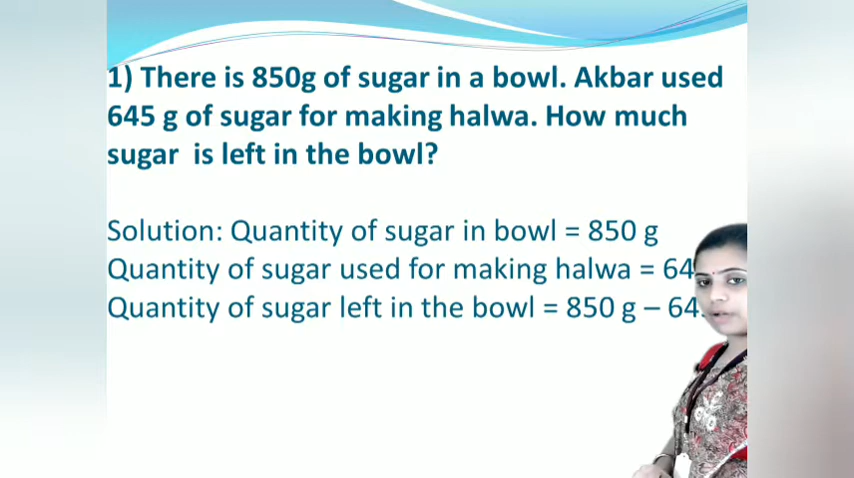 1) There is 850g of sugar in a bowl. Akbar used
645 g of sugar for making halwa. How much
sugar is left in the bowl?
Solution: Quantity of sugar in bowl = 850 g
Quantity of sugar used for making halwa = 64
Quantity of sugar left in the bowl = 850 g – 64